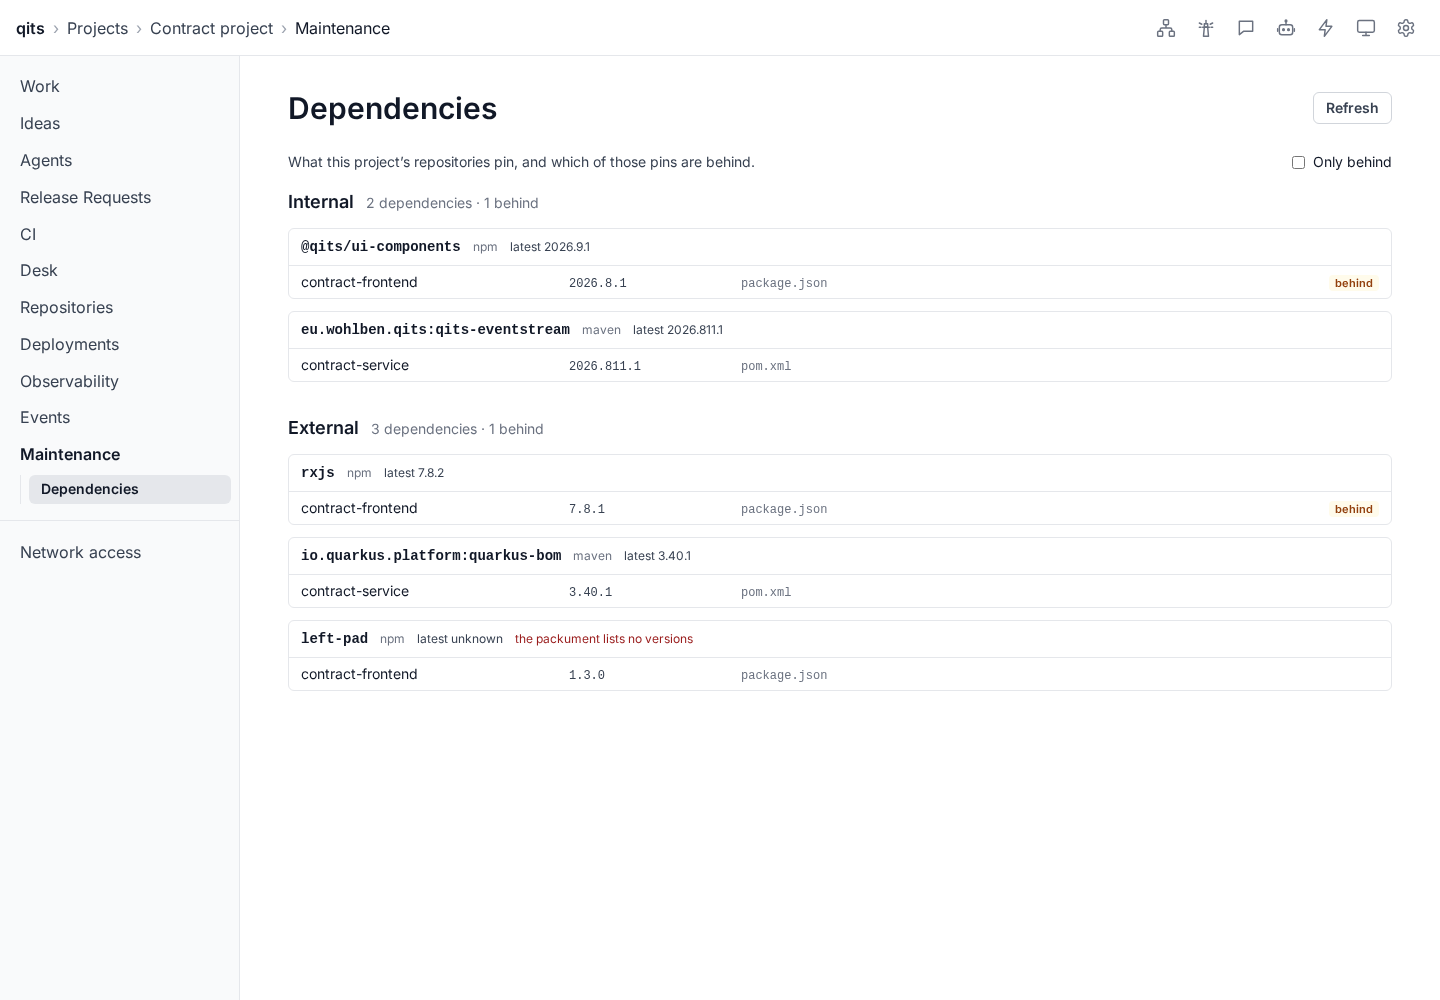 qits › Projects › Contract project › Maintenance
Work
Ideas
Agents
Release Requests
CI
Desk
Repositories
Deployments
Observability
Events
Maintenance
Dependencies
Network access
Dependencies
Refresh
What this project’s repositories pin, and which of those pins are behind.
Only behind
Internal 2 dependencies · 1 behind
@qits/ui-components npm latest 2026.9.1
contract-frontend 2026.8.1 package.json behind
eu.wohlben.qits:qits-eventstream maven latest 2026.811.1
contract-service 2026.811.1 pom.xml
External 3 dependencies · 1 behind
rxjs npm latest 7.8.2
contract-frontend 7.8.1 package.json behind
io.quarkus.platform:quarkus-bom maven latest 3.40.1
contract-service 3.40.1 pom.xml
left-pad npm latest unknown the packument lists no versions
contract-frontend 1.3.0 package.json